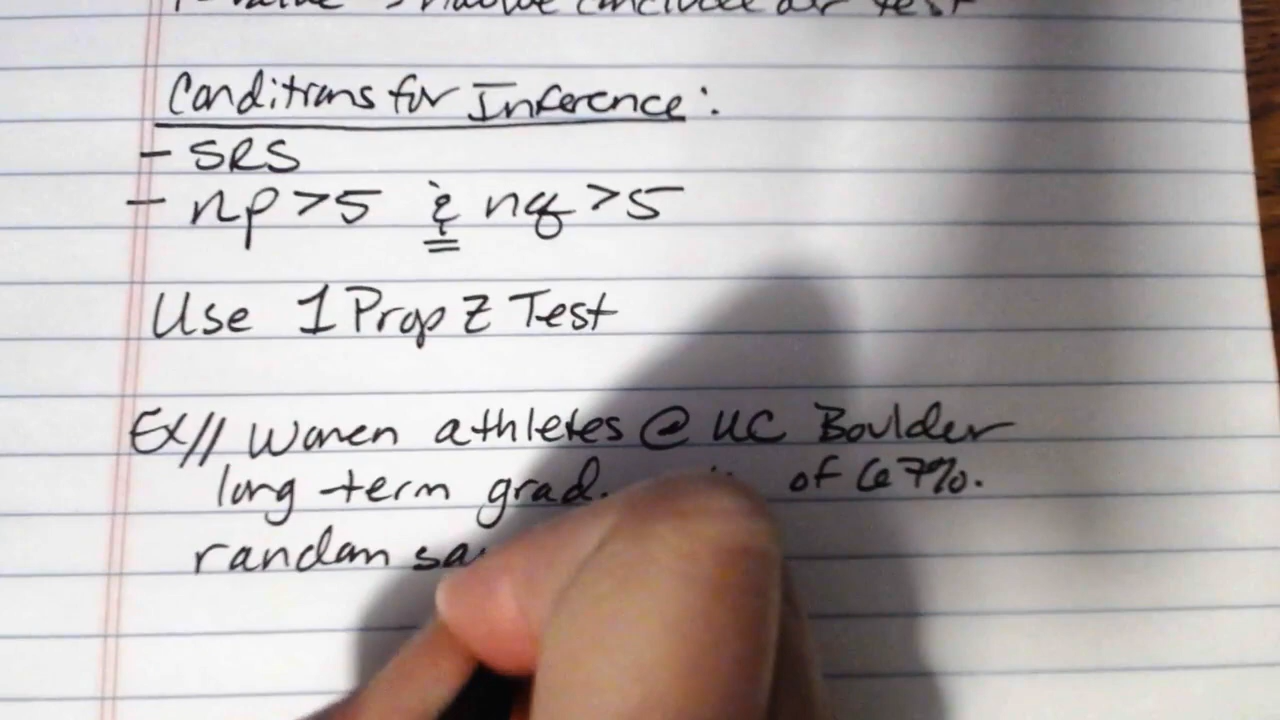 Conditions for Inference:
- SRS
- np >5 & nq >5
Use 1 Prop Z Test
EX// Women athletes @ UC Boulder
long term grad. of 67%.
random sa